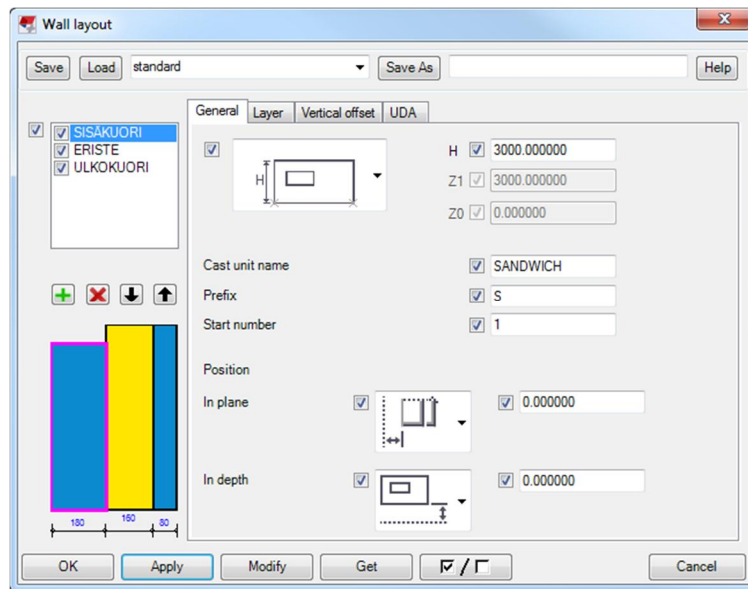 Wall layout
Save Load standard Save As Help
General Layer Vertical offset UDA
SISÄKUORI
ERISTE
ULKOKUORI
H
H 3000.000000
Z1 3000.000000
Z0 0.000000
Cast unit name SANDWICH
Prefix S
Start number 1
Position
In plane 0.000000
In depth 0.000000
180 160 80
OK Apply Modify Get / Cancel